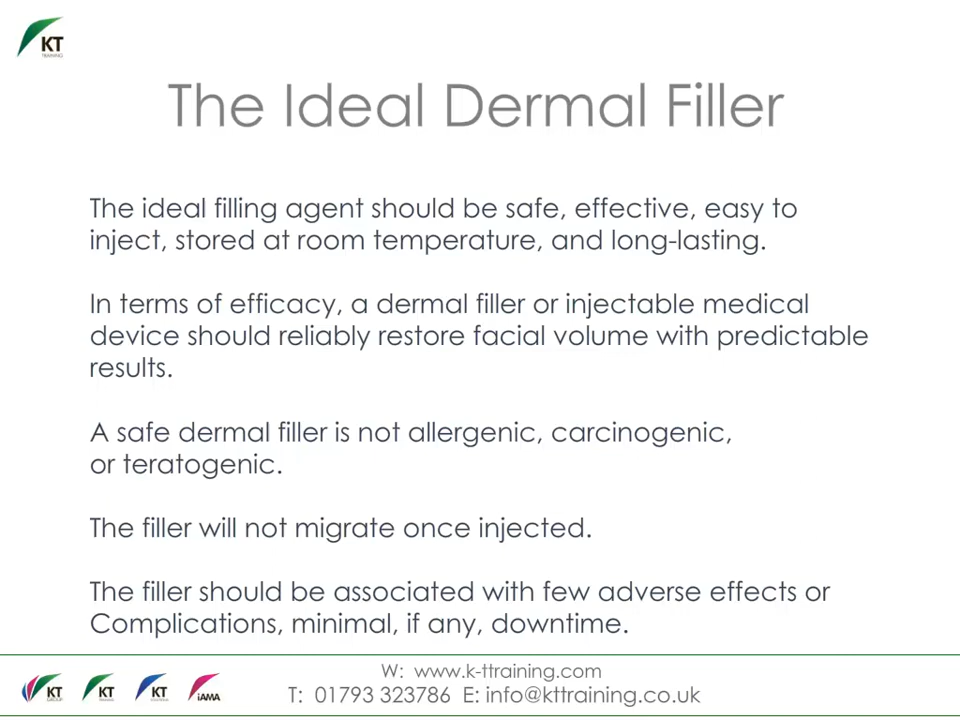 KT
TRAINING
The Ideal Dermal Filler
The ideal filling agent should be safe, effective, easy to
inject, stored at room temperature, and long-lasting.
In terms of efficacy, a dermal filler or injectable medical
device should reliably restore facial volume with predictable
results.
A safe dermal filler is not allergenic, carcinogenic,
or teratogenic.
The filler will not migrate once injected.
The filler should be associated with few adverse effects or
Complications, minimal, if any, downtime.
W: www.k-ttraining.com
KT GROUP KT TRAINING KT iAMA
T: 01793 323786 E: info@kttraining.co.uk